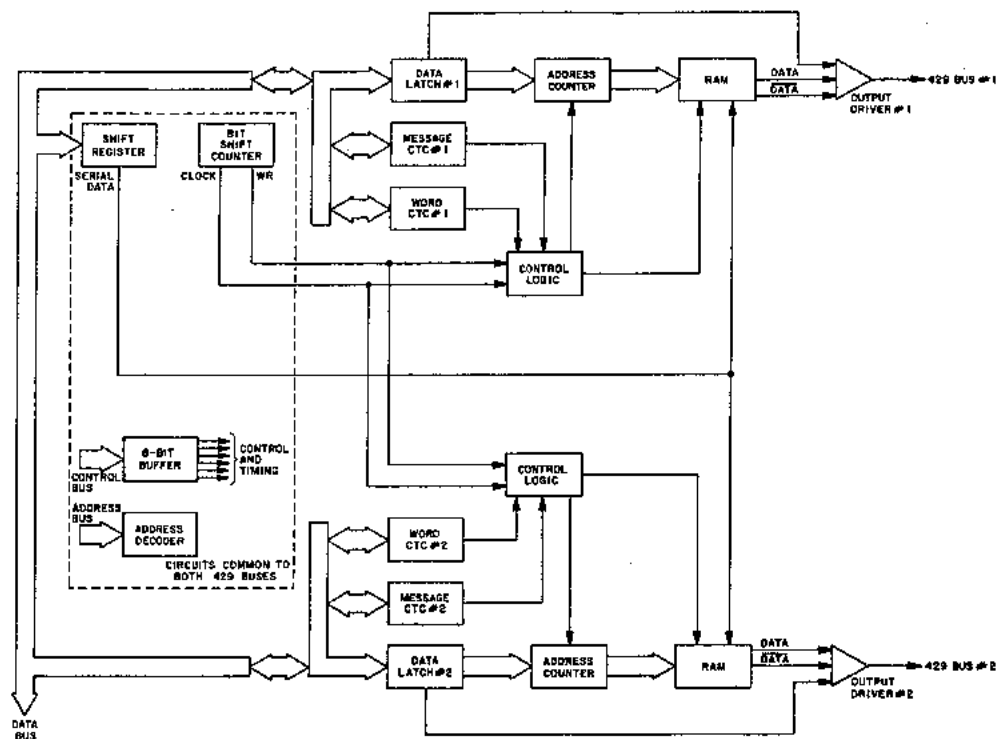 DATA
LATCH#1
ADDRESS
COUNTER
RAM
DATA
DATA
429 BUS #1
OUTPUT
DRIVER #1
SHIFT
REGISTER
BIT
SHIFT
COUNTER
MESSAGE
CTC#1
SERIAL
DATA
CLOCK
WR
WORD
CTC#1
CONTROL
LOGIC
8-BIT
BUFFER
CONTROL
AND
TIMING
CONTROL
BUS
CONTROL
LOGIC
ADDRESS
BUS
ADDRESS
DECODER
WORD
CTC#2
CIRCUITS COMMON TO
BOTH 429 BUSES
MESSAGE
CTC#2
DATA
LATCH#2
ADDRESS
COUNTER
RAM
DATA
DATA
429 BUS #2
OUTPUT
DRIVER#2
DATA
BUS